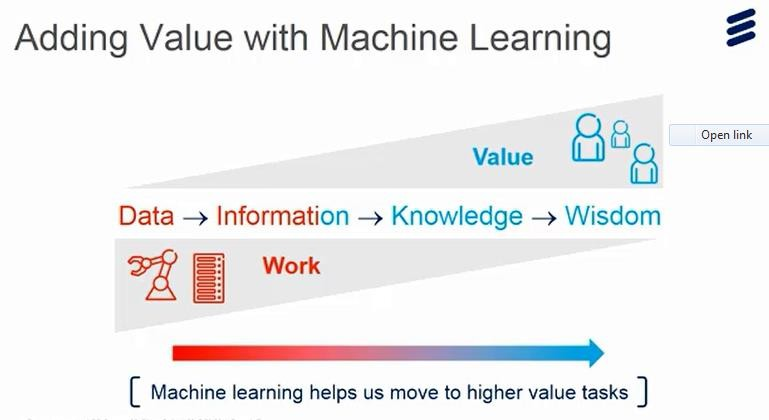 Adding Value with Machine Learning
Open link
Value
Data → Information → Knowledge → Wisdom
Work
[ Machine learning helps us move to higher value tasks ]